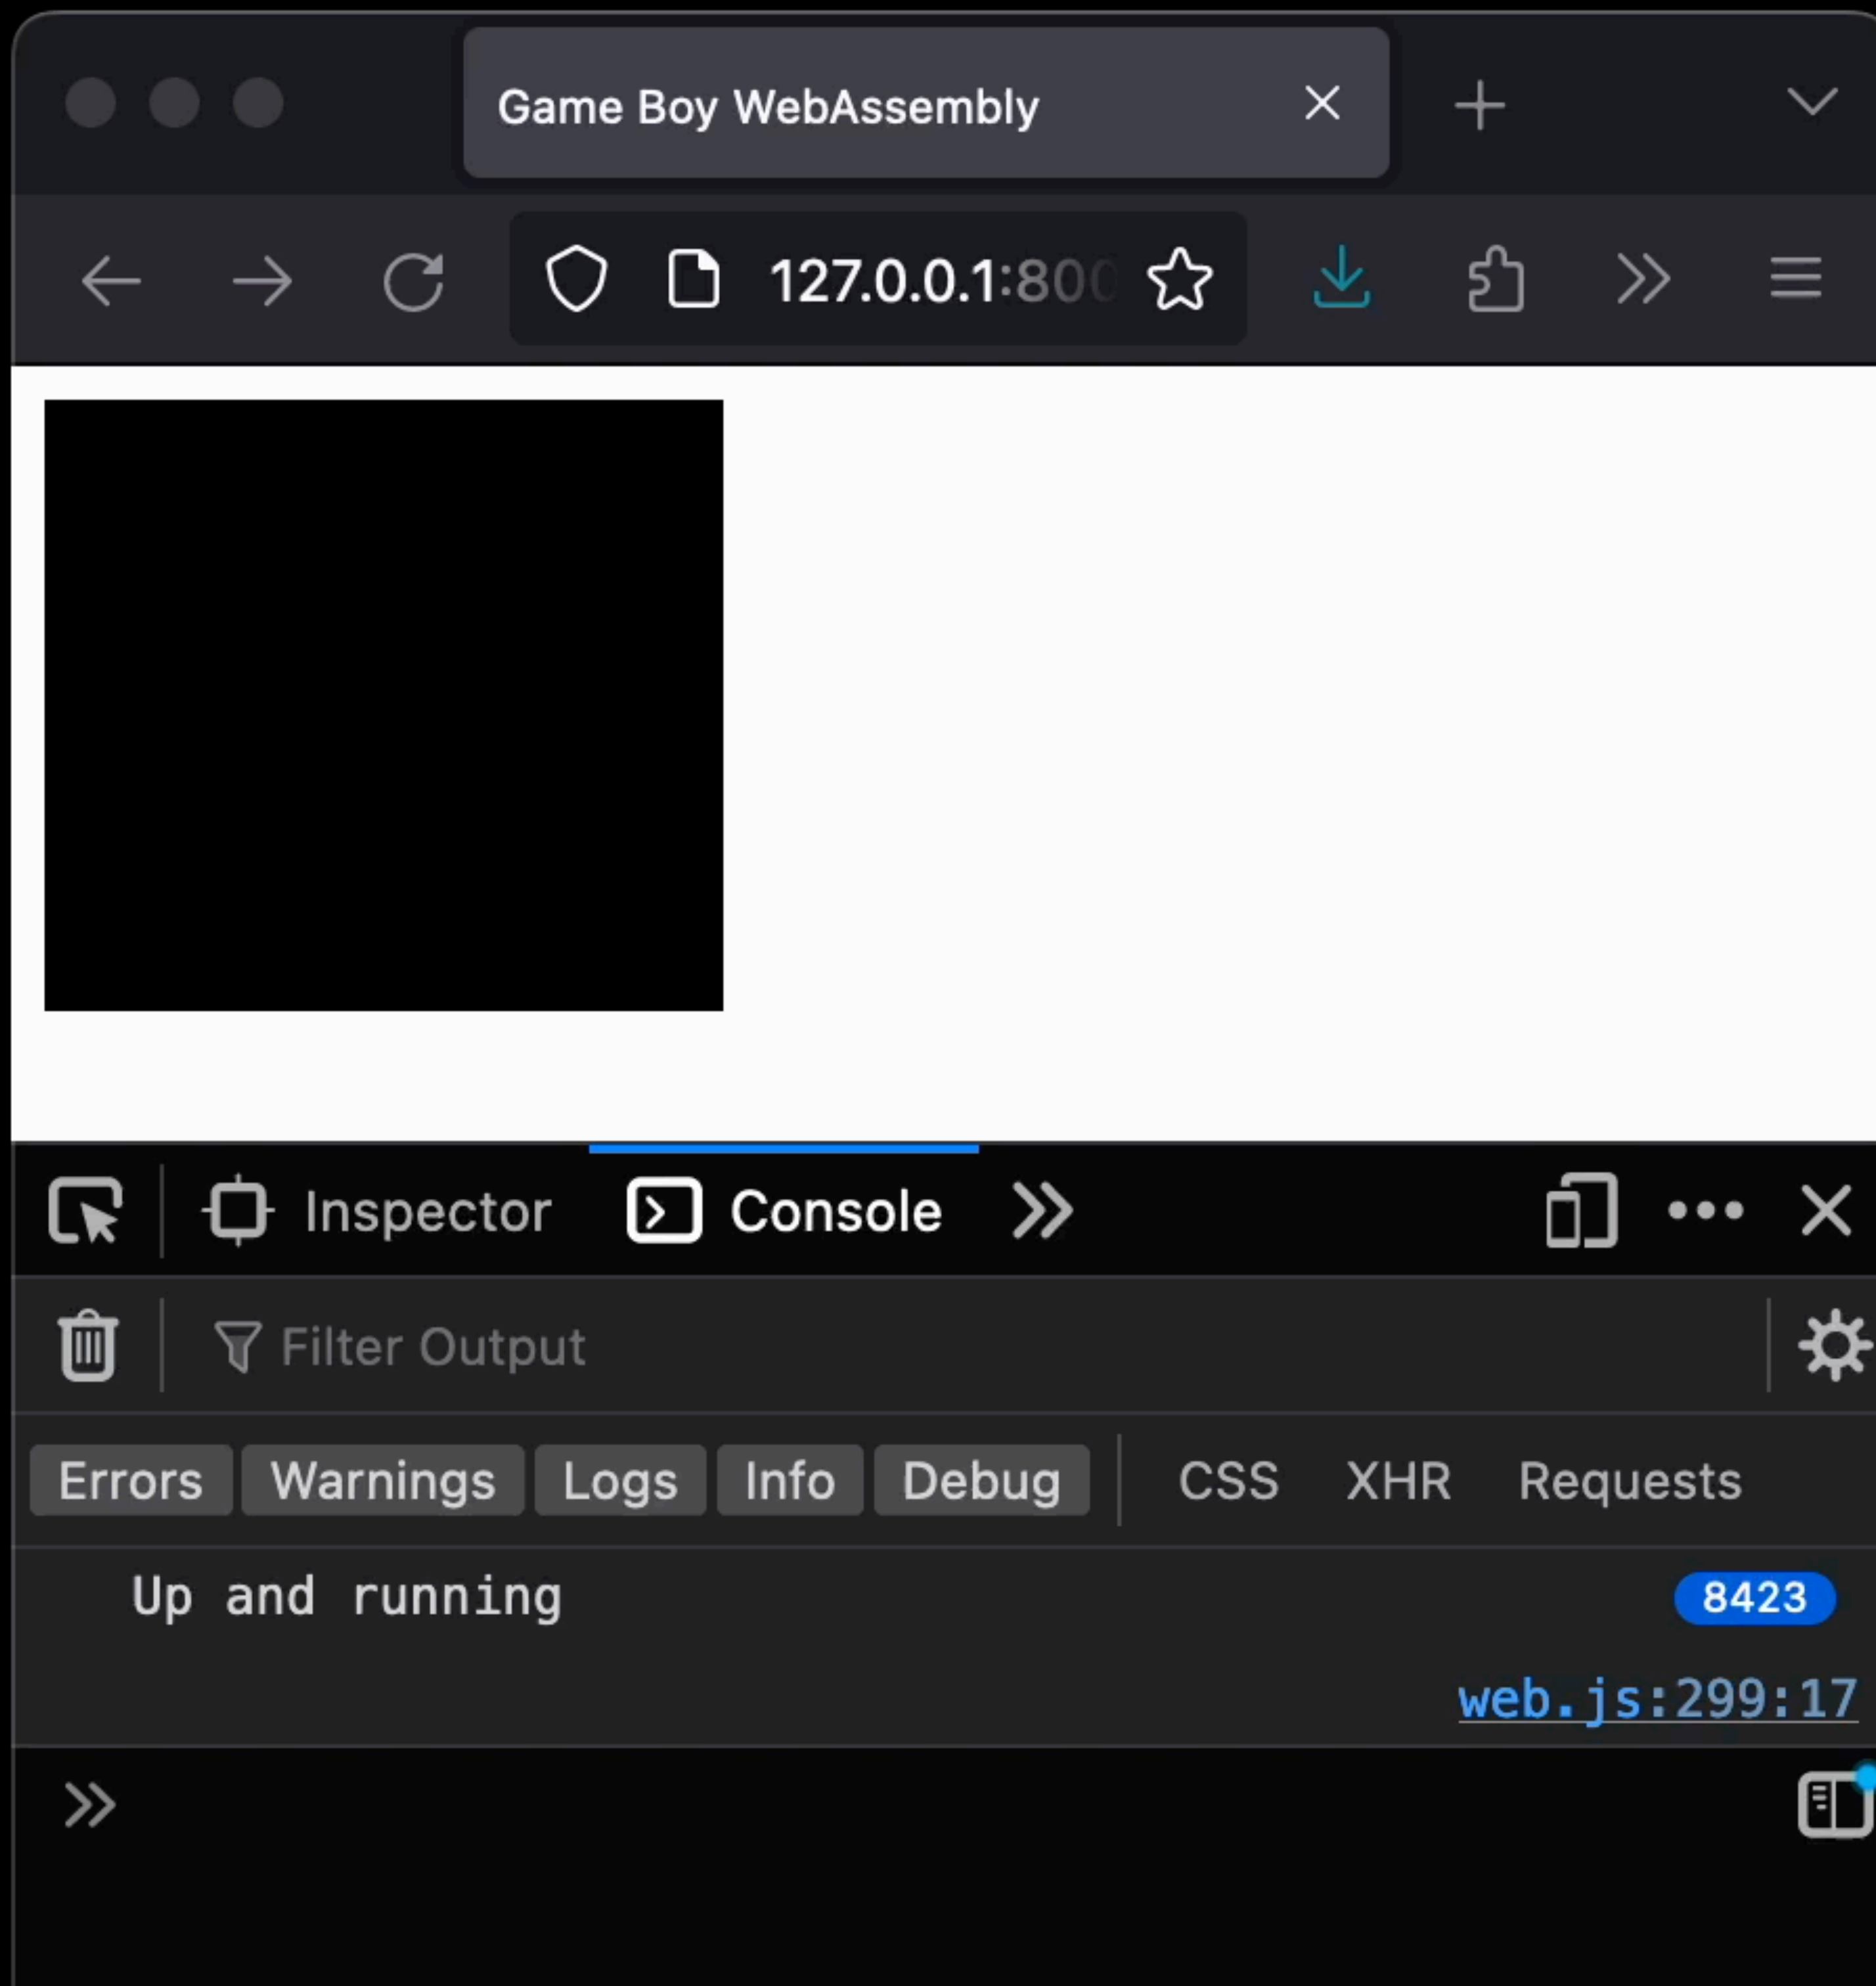 Game Boy WebAssembly
127.0.0.1:800
Inspector
Console
Filter Output
Errors Warnings Logs Info Debug CSS XHR Requests
Up and running 8423
web.js:299:17